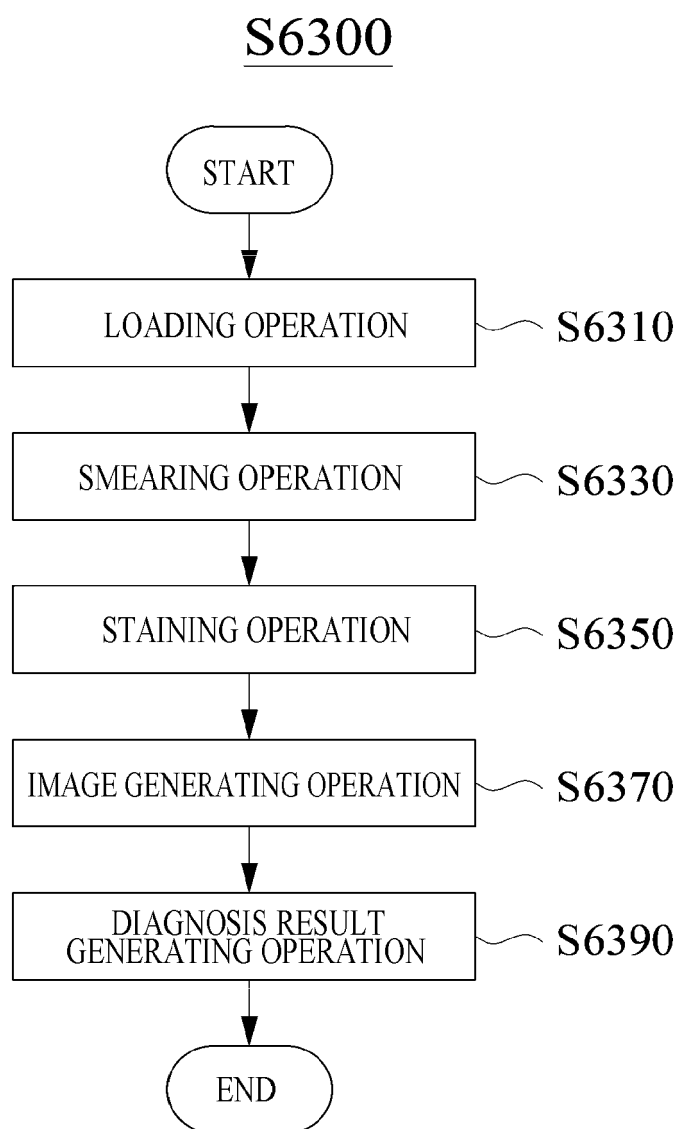 S6300
START
LOADING OPERATION
S6310
SMEARING OPERATION
S6330
STAINING OPERATION
S6350
IMAGE GENERATING OPERATION
S6370
DIAGNOSIS RESULT
GENERATING OPERATION
S6390
END